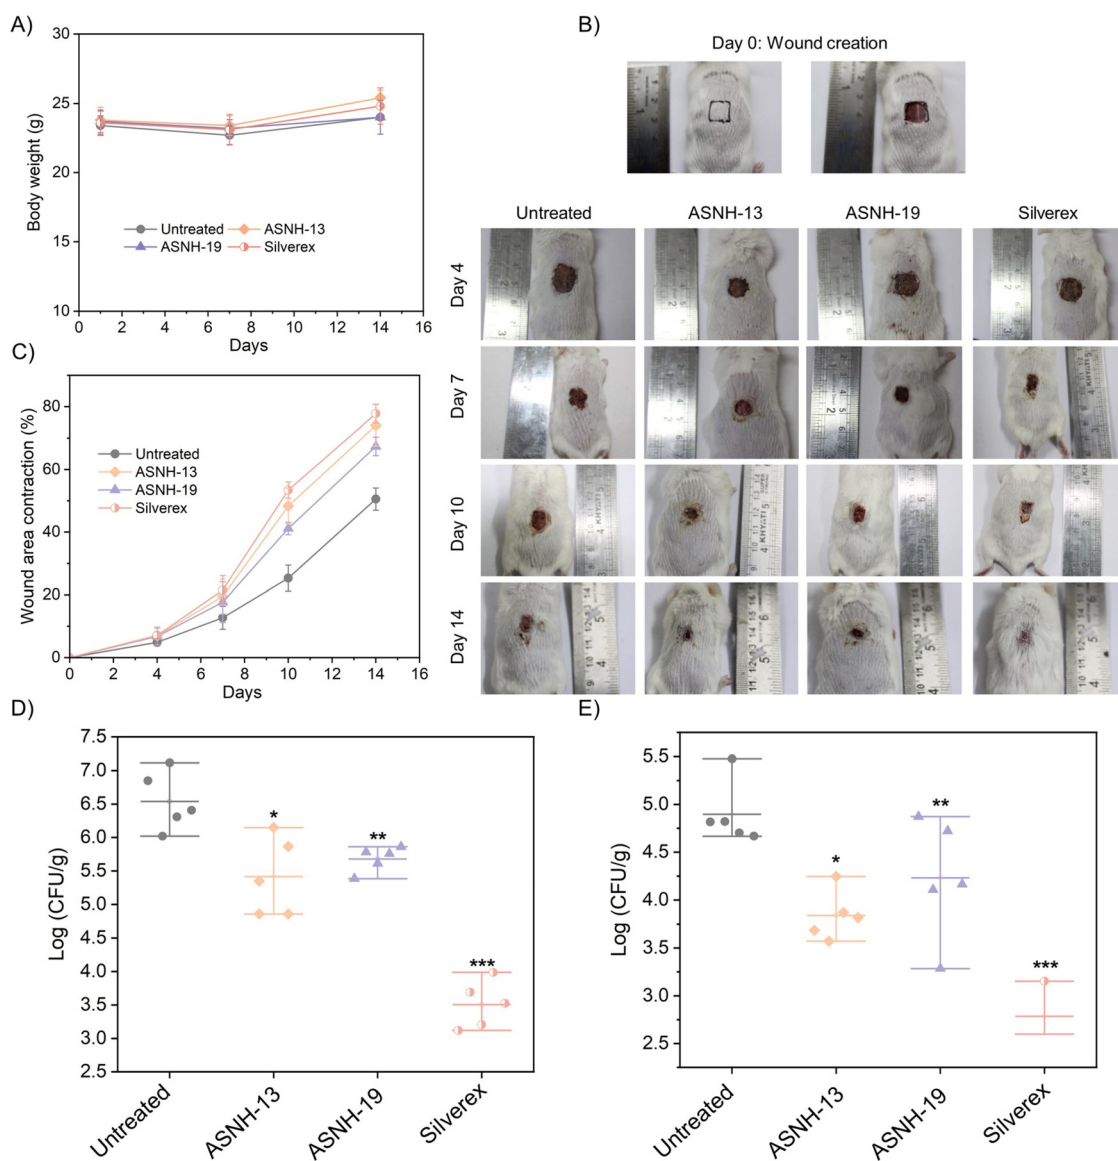 A)
30
25
20
15
10
Body weight (g)
Untreated
ASNH-13
ASNH-19
Silverex
0 2 4 6 8 10 12 14 16
Days
B)
Day 0: Wound creation
Untreated ASNH-13 ASNH-19 Silverex
Day 4
Day 7
Day 10
Day 14
C)
80
60
40
20
0
Wound area contraction (%)
Untreated
ASNH-13
ASNH-19
Silverex
0 2 4 6 8 10 12 14 16
Days
D)
7.5
7.0
6.5
6.0
5.5
5.0
4.5
4.0
3.5
3.0
2.5
Log (CFU/g)
*
**
***
Untreated
ASNH-13
ASNH-19
Silverex
E)
5.5
5.0
4.5
4.0
3.5
3.0
2.5
Log (CFU/g)
*
**
***
Untreated
ASNH-13
ASNH-19
Silverex